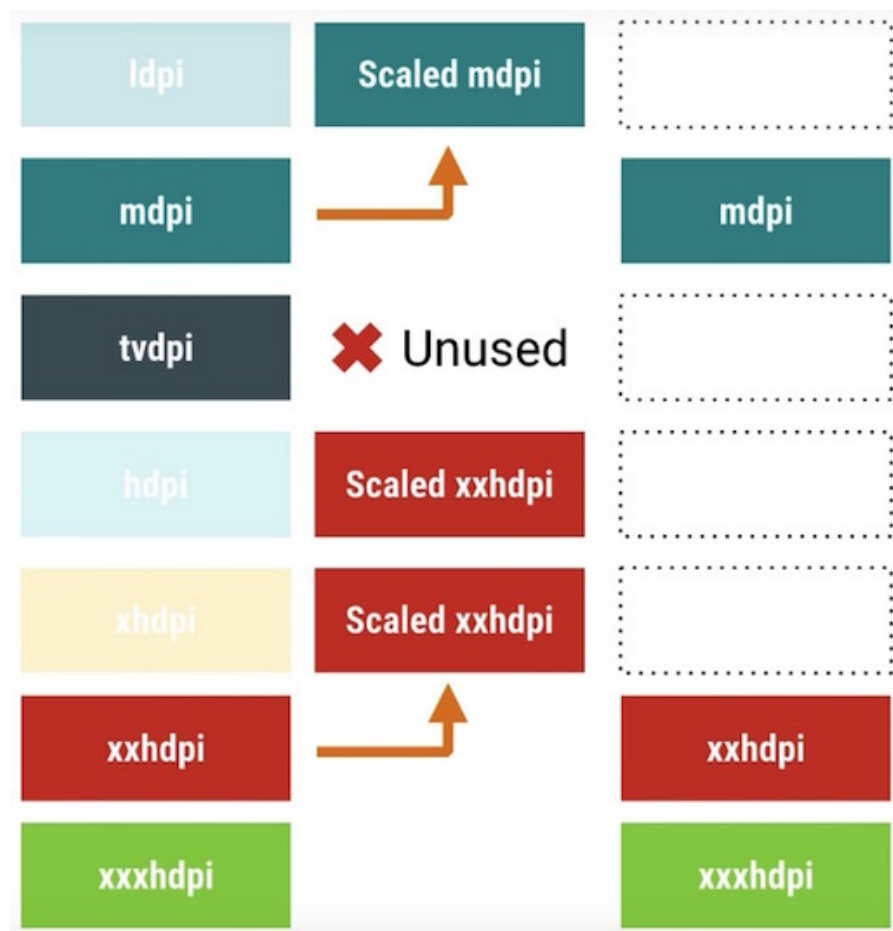 ldpi Scaled mdpi
mdpi mdpi
tvdpi Unused
hdpi Scaled xxhdpi
xhdpi Scaled xxhdpi
xxhdpi xxhdpi
xxxhdpi xxxhdpi